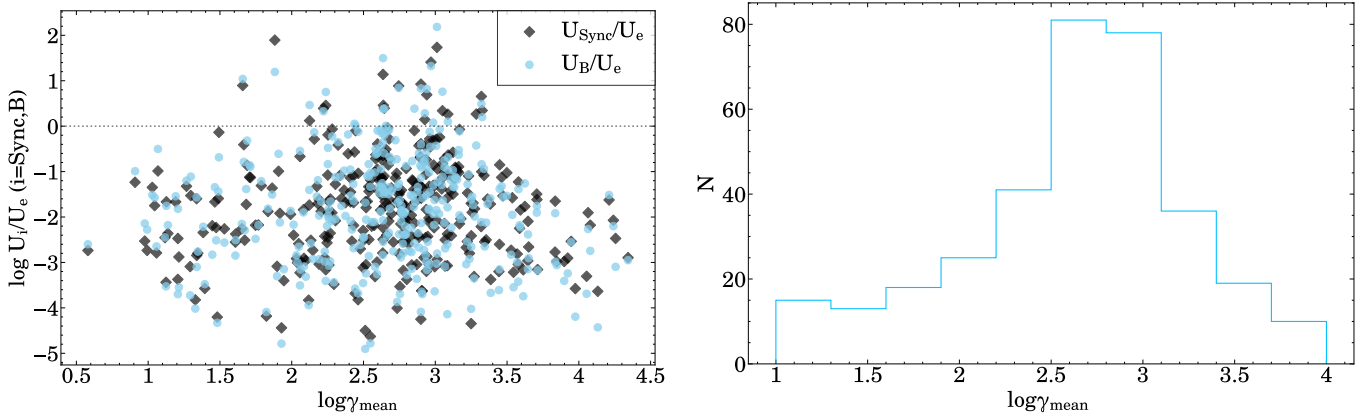 U_Sync/U_e
U_B/U_e
log U_i/U_e (i=Sync,B)
2
1
0
−1
−2
−3
−4
−5
0.5 1 1.5 2 2.5 3 3.5 4 4.5
logγ_mean
N
80
60
40
20
0
1 1.5 2 2.5 3 3.5 4
logγ_mean